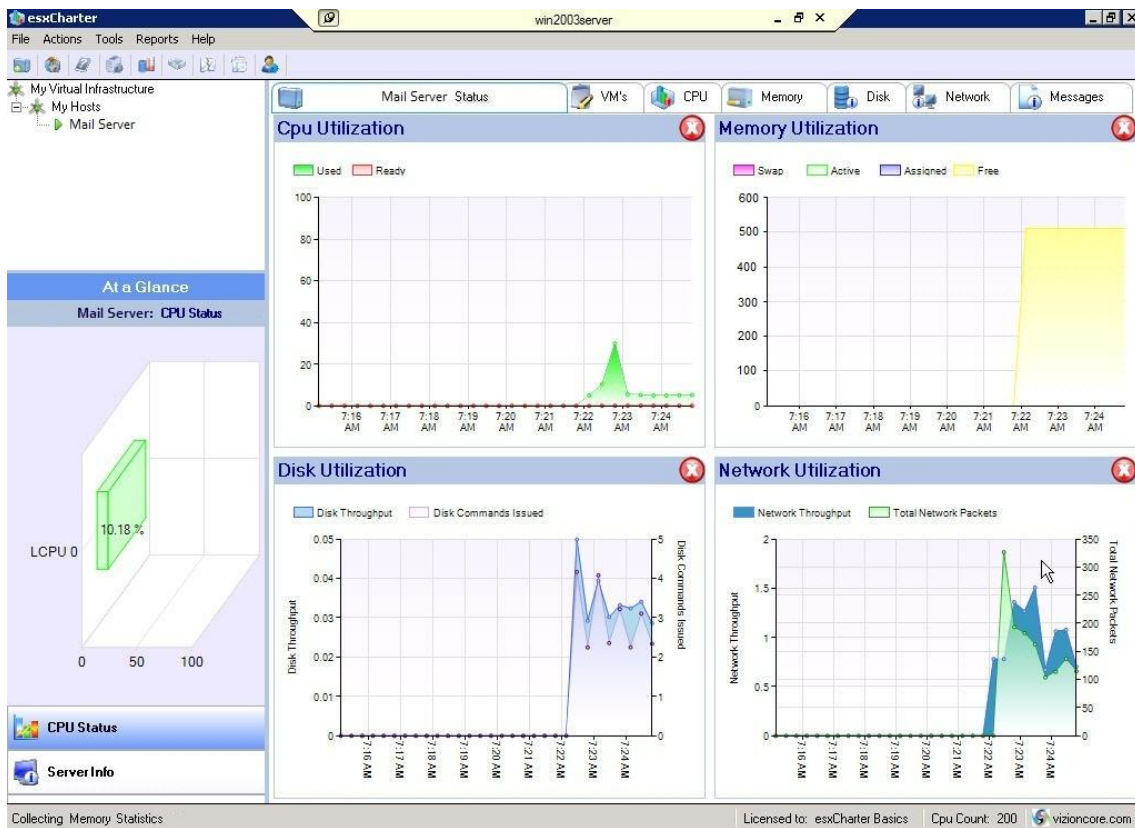 esxCharter
win2003server
File Actions Tools Reports Help
My Virtual Infrastructure
My Hosts
Mail Server
At a Glance
Mail Server: CPU Status
10.18 %
LCPU 0
0 50 100
CPU Status
Server Info
Mail Server Status VM's CPU Memory Disk Network Messages
Cpu Utilization
Used Ready
100
80
60
40
20
0
7:16 AM 7:17 AM 7:18 AM 7:19 AM 7:20 AM 7:21 AM 7:22 AM 7:23 AM 7:24 AM
Memory Utilization
Swap Active Assigned Free
600
500
400
300
200
100
0
7:16 AM 7:17 AM 7:18 AM 7:19 AM 7:20 AM 7:21 AM 7:22 AM 7:23 AM 7:24 AM
Disk Utilization
Disk Throughput Disk Commands Issued
Disk Throughput
0.05
0.04
0.03
0.02
0.01
0
5
4
3
2
1
0
Disk Commands Issued
7:16 AM 7:17 AM 7:18 AM 7:19 AM 7:20 AM 7:21 AM 7:22 AM 7:23 AM 7:24 AM
Network Utilization
Network Throughput Total Network Packets
Network Throughput
2
1.5
1
0.5
0
350
300
250
200
150
100
50
0
Total Network Packets
7:16 AM 7:17 AM 7:18 AM 7:19 AM 7:20 AM 7:21 AM 7:22 AM 7:23 AM 7:24 AM
Collecting Memory Statistics
Licensed to: esxCharter Basics Cpu Count: 200 vizioncore.com